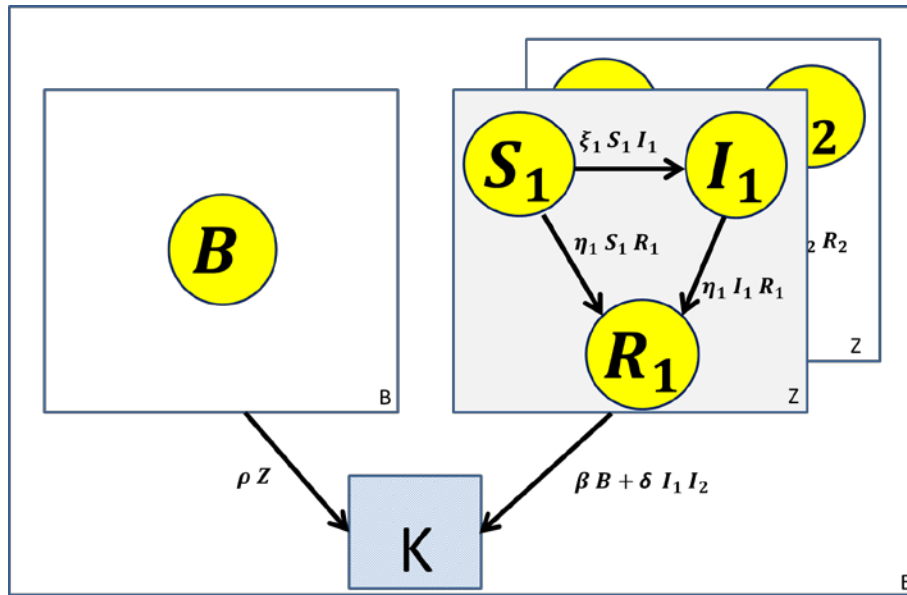 ξ₁ S₁ I₁
S₁
I₁
2
B
η₁ S₁ R₁
₂ R₂
η₁ I₁ R₁
R₁
Z
B
Z
ρ Z
β B + δ I₁ I₂
K